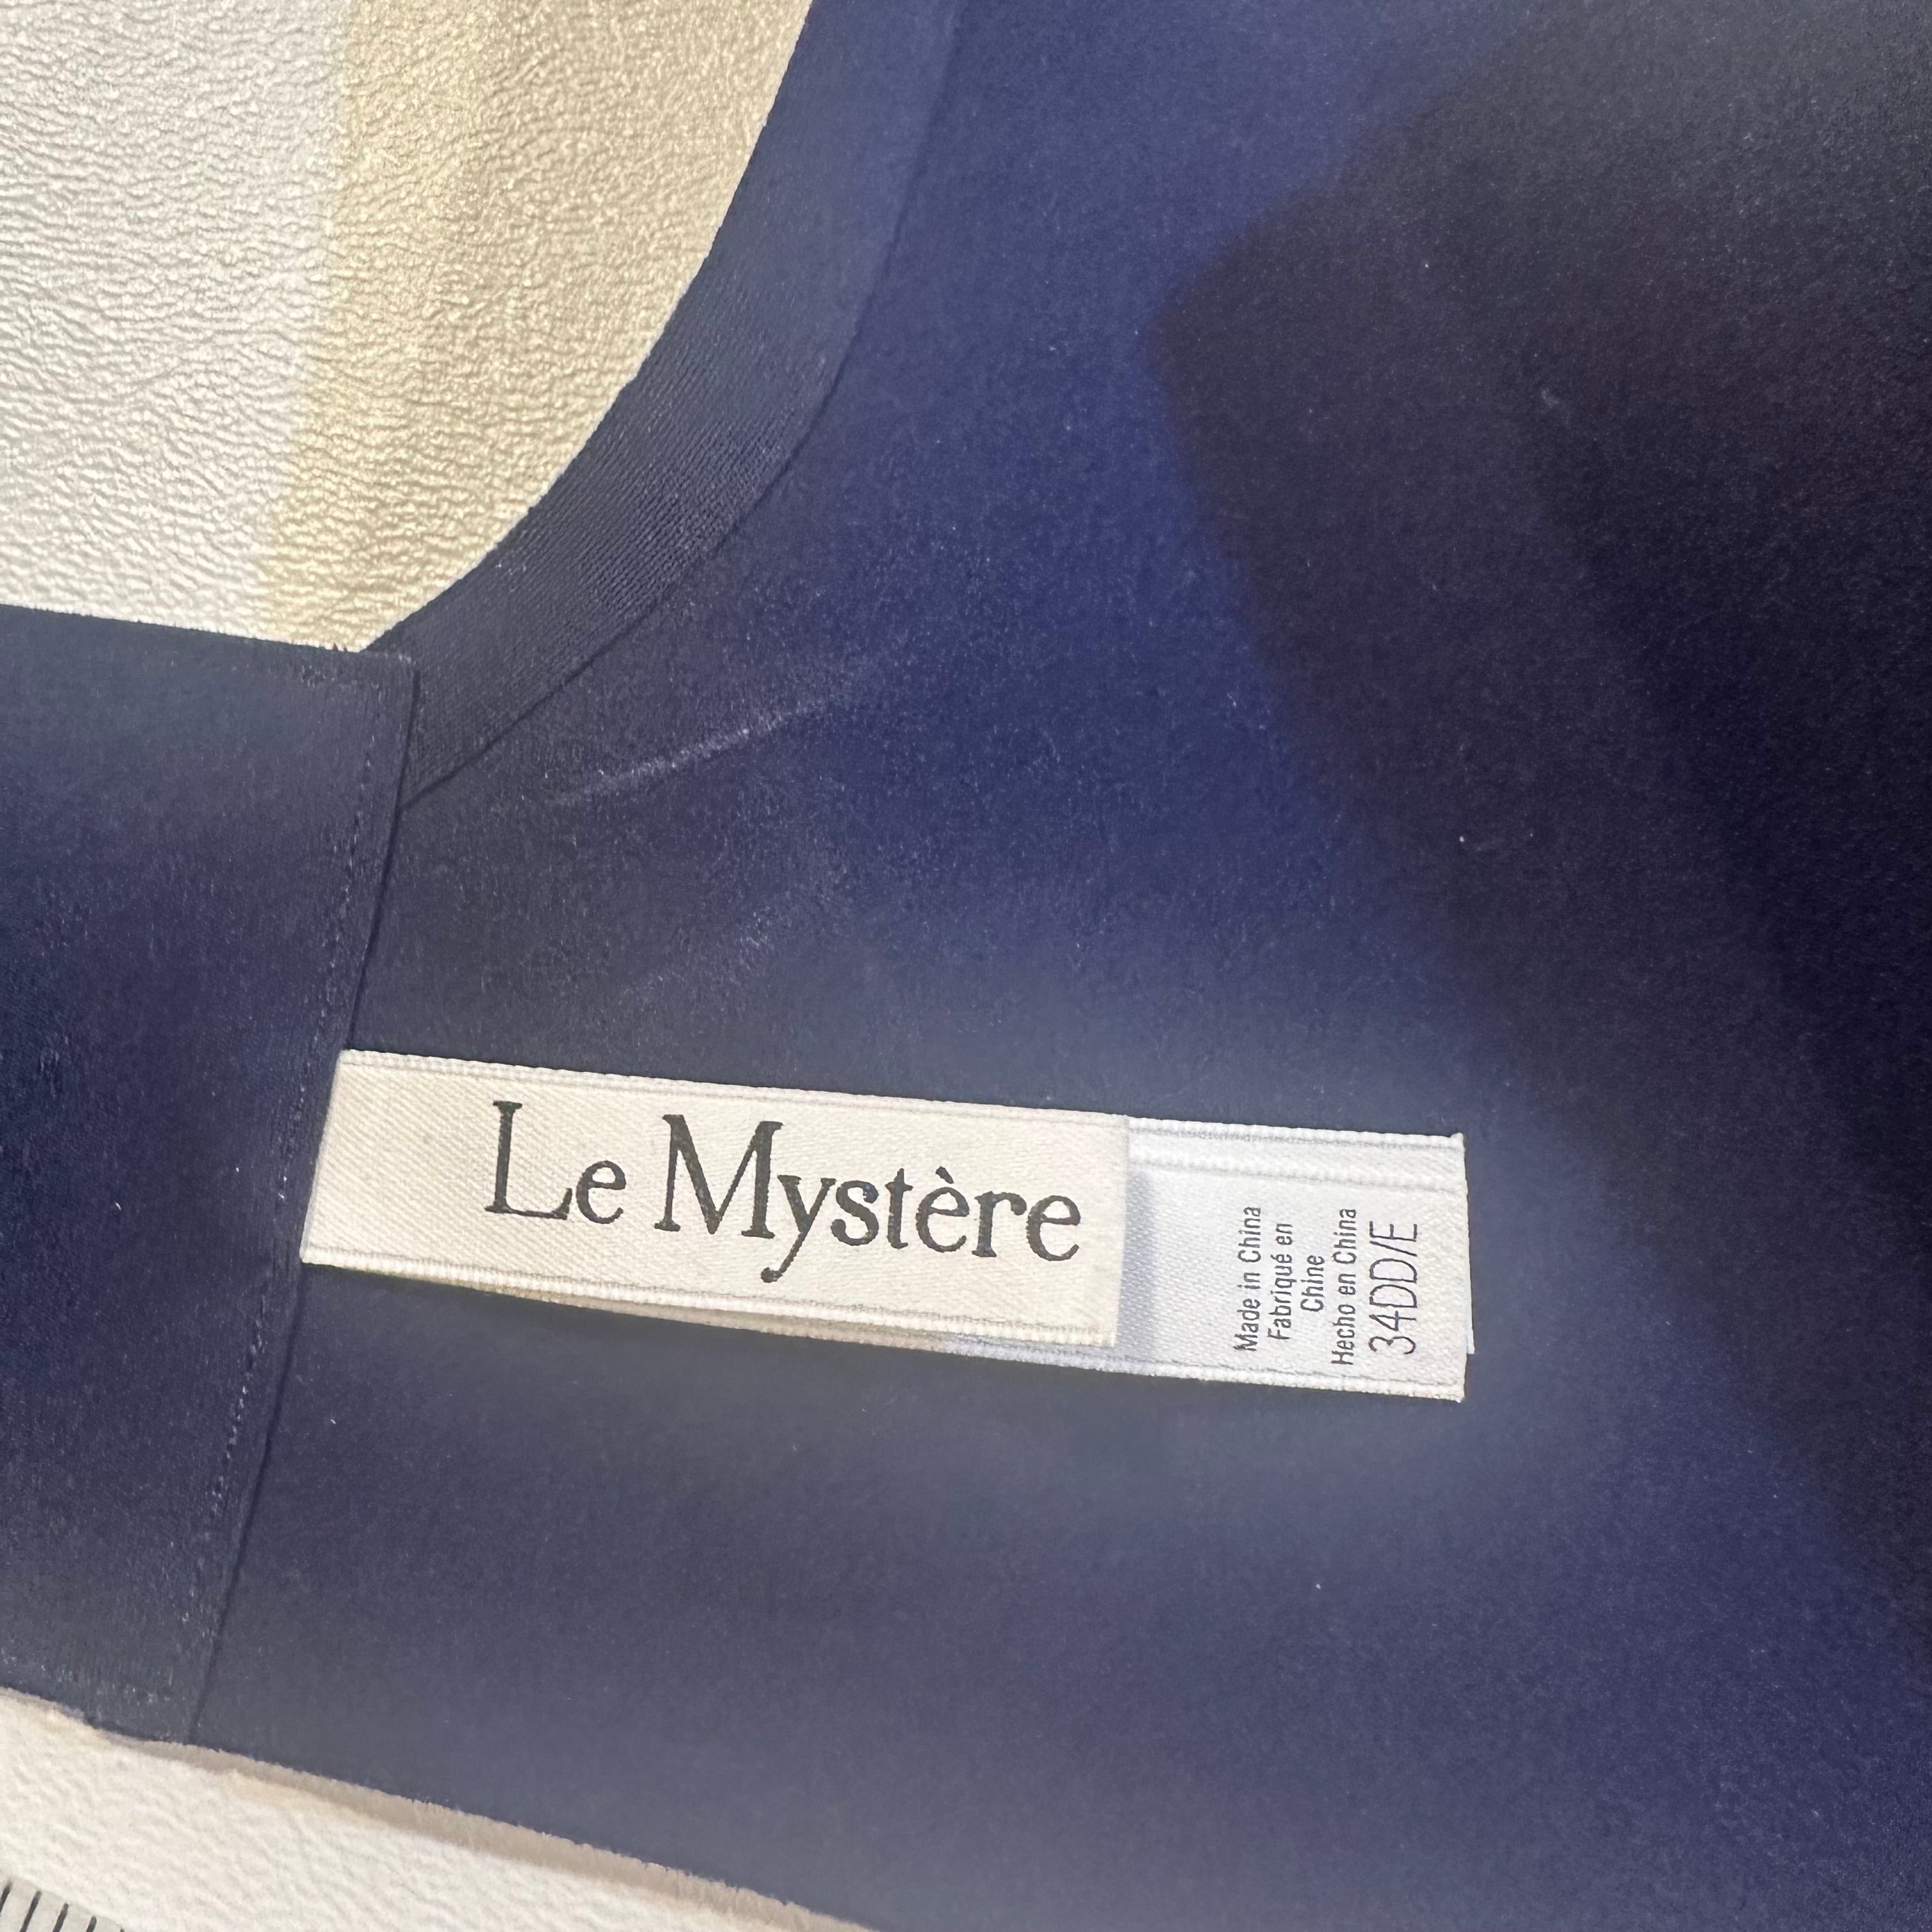 Le Mystère
Made in China
Fabriqué en
Chine
Hecho en China
34DD/E